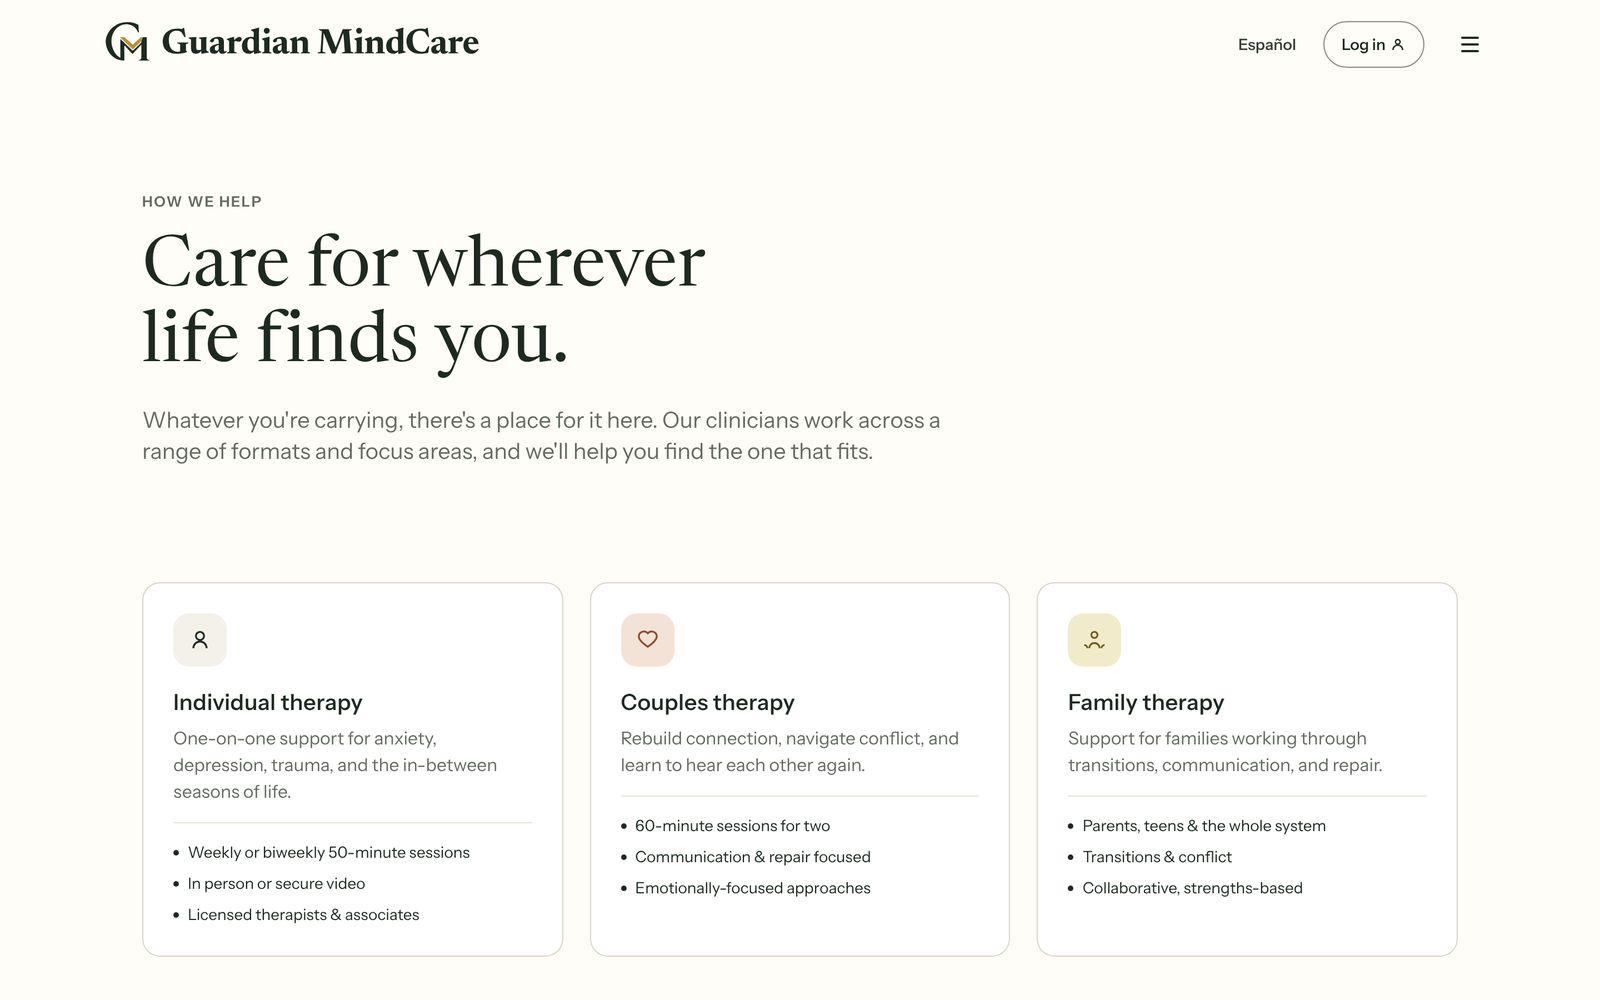 Guardian MindCare
Español
Log in
HOW WE HELP
Care for wherever
life finds you.
Whatever you're carrying, there's a place for it here. Our clinicians work across a
range of formats and focus areas, and we'll help you find the one that fits.
Individual therapy
One-on-one support for anxiety,
depression, trauma, and the in-between
seasons of life.
• Weekly or biweekly 50-minute sessions
• In person or secure video
• Licensed therapists & associates
Couples therapy
Rebuild connection, navigate conflict, and
learn to hear each other again.
• 60-minute sessions for two
• Communication & repair focused
• Emotionally-focused approaches
Family therapy
Support for families working through
transitions, communication, and repair.
• Parents, teens & the whole system
• Transitions & conflict
• Collaborative, strengths-based